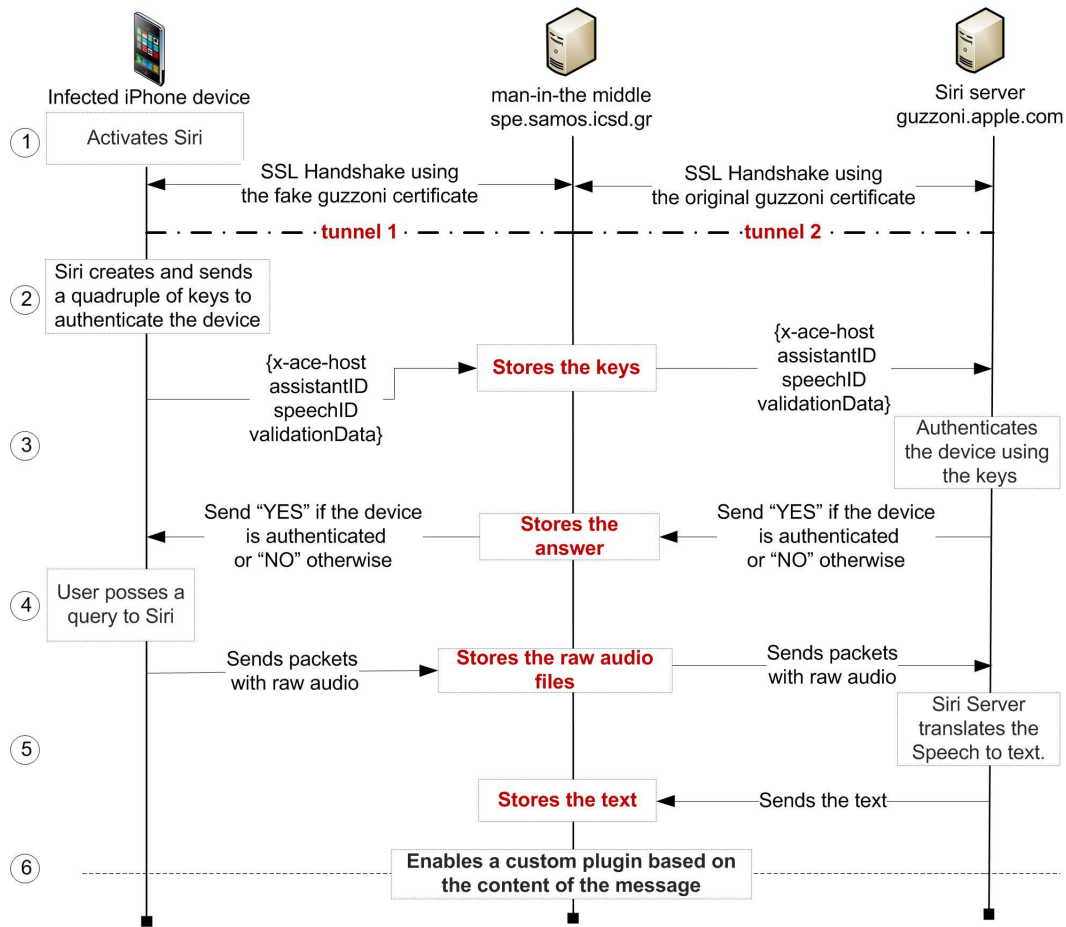 Infected iPhone device
man-in-the middle
spe.samos.icsd.gr
Siri server
guzzoni.apple.com
1
Activates Siri
SSL Handshake using
the fake guzzoni certificate
SSL Handshake using
the original guzzoni certificate
tunnel 1
tunnel 2
2
Siri creates and sends
a quadruple of keys to
authenticate the device
{x-ace-host
assistantID
speechID
validationData}
Stores the keys
{x-ace-host
assistantID
speechID
validationData}
3
Authenticates
the device using
the keys
Send “YES” if the device
is authenticated
or “NO” otherwise
Stores the
answer
Send “YES” if the device
is authenticated
or “NO” otherwise
4
User posses a
query to Siri
Sends packets
with raw audio
Stores the raw audio
files
Sends packets
with raw audio
5
Siri Server
translates the
Speech to text.
Stores the text
Sends the text
6
Enables a custom plugin based on
the content of the message